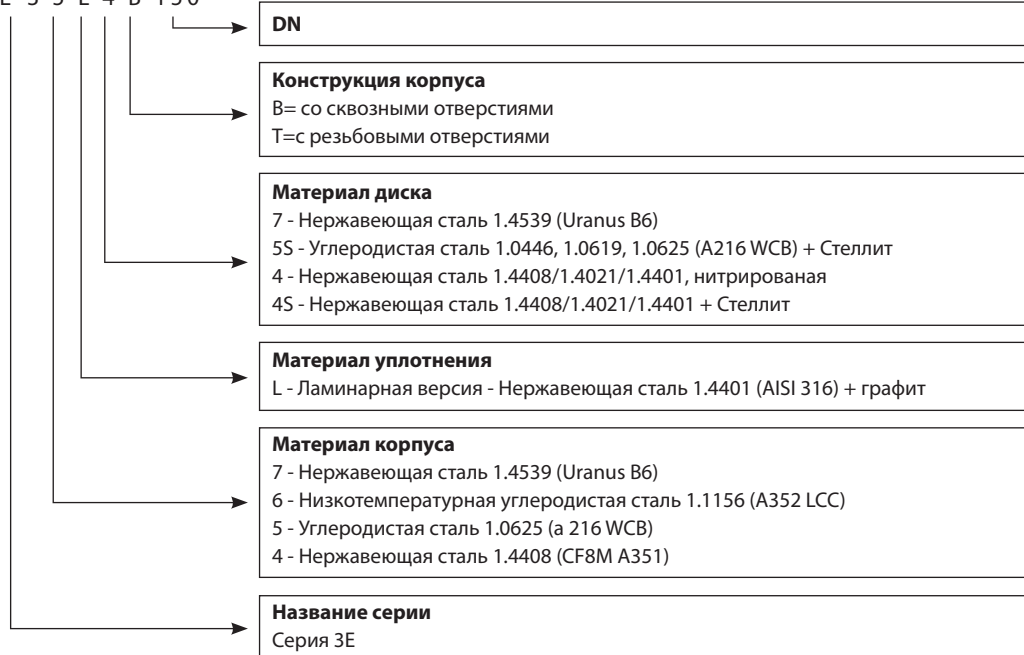 DN
Конструкция корпуса
B= со сквозными отверстиями
T=с резьбовыми отверстиями
Материал диска
7 - Нержавеющая сталь 1.4539 (Uranus B6)
5S - Углеродистая сталь 1.0446, 1.0619, 1.0625 (A216 WCB) + Стеллит
4 - Нержавеющая сталь 1.4408/1.4021/1.4401, нитрированая
4S - Нержавеющая сталь 1.4408/1.4021/1.4401 + Стеллит
Материал уплотнения
L - Ламинарная версия - Нержавеющая сталь 1.4401 (AISI 316) + графит
Материал корпуса
7 - Нержавеющая сталь 1.4539 (Uranus B6)
6 - Низкотемпературная углеродистая сталь 1.1156 (A352 LCC)
5 - Углеродистая сталь 1.0625 (а 216 WCB)
4 - Нержавеющая сталь 1.4408 (CF8M A351)
Название серии
Серия 3E